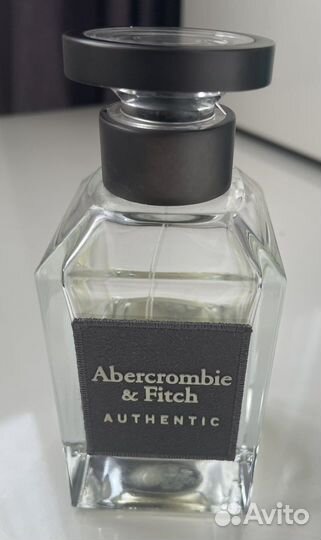 Abercrombie
& Fitch
AUTHENTIC
Avito